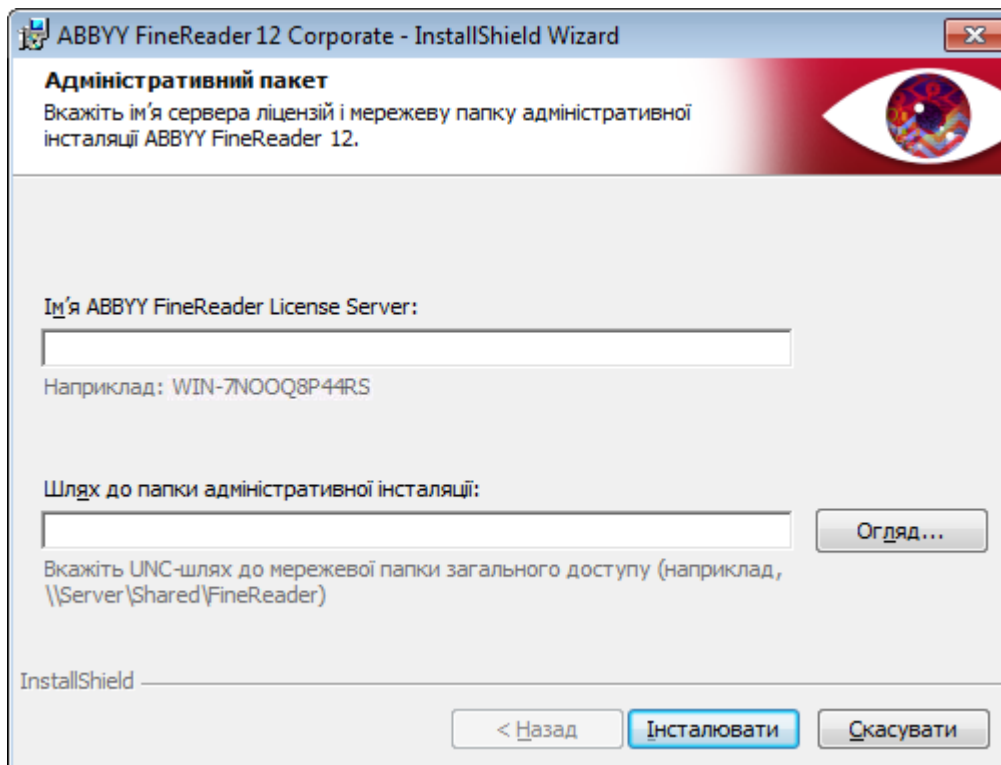 ABBYY FineReader 12 Corporate - InstallShield Wizard
Адміністративний пакет
Вкажіть ім'я сервера ліцензій і мережеву папку адміністративної
інсталяції ABBYY FineReader 12.
Ім'я ABBYY FineReader License Server:
Наприклад: WIN-7NOOQ8P44RS
Шлях до папки адміністративної інсталяції:
Огляд...
Вкажіть UNC-шлях до мережевої папки загального доступу (наприклад,
\\Server\Shared\FineReader)
InstallShield
< Назад
Інсталювати
Скасувати